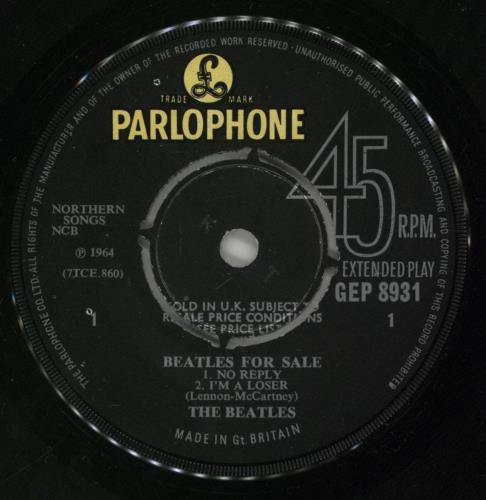 ALL RIGHTS OF THE MANUFACTURER AND OF THE OWNER OF THE RECORDED WORK RESERVED - UNAUTHORISED PUBLIC PERFORMANCE BROADCASTING AND COPYING OF THIS RECORD PROHIBITED
THE PARLOPHONE CO.LTD.-
£
TRADE MARK
PARLOPHONE
45
R.P.M.
EXTENDED PLAY
GEP 8931
NORTHERN
SONGS
NCB
℗ 1964
(7TCE.860)
1
1
SOLD IN U.K. SUBJECT TO
RESALE PRICE CONDITIONS
SEE PRICE LIST
BEATLES FOR SALE
1. NO REPLY
2. I'M A LOSER
(Lennon-McCartney)
THE BEATLES
MADE IN Gt. BRITAIN